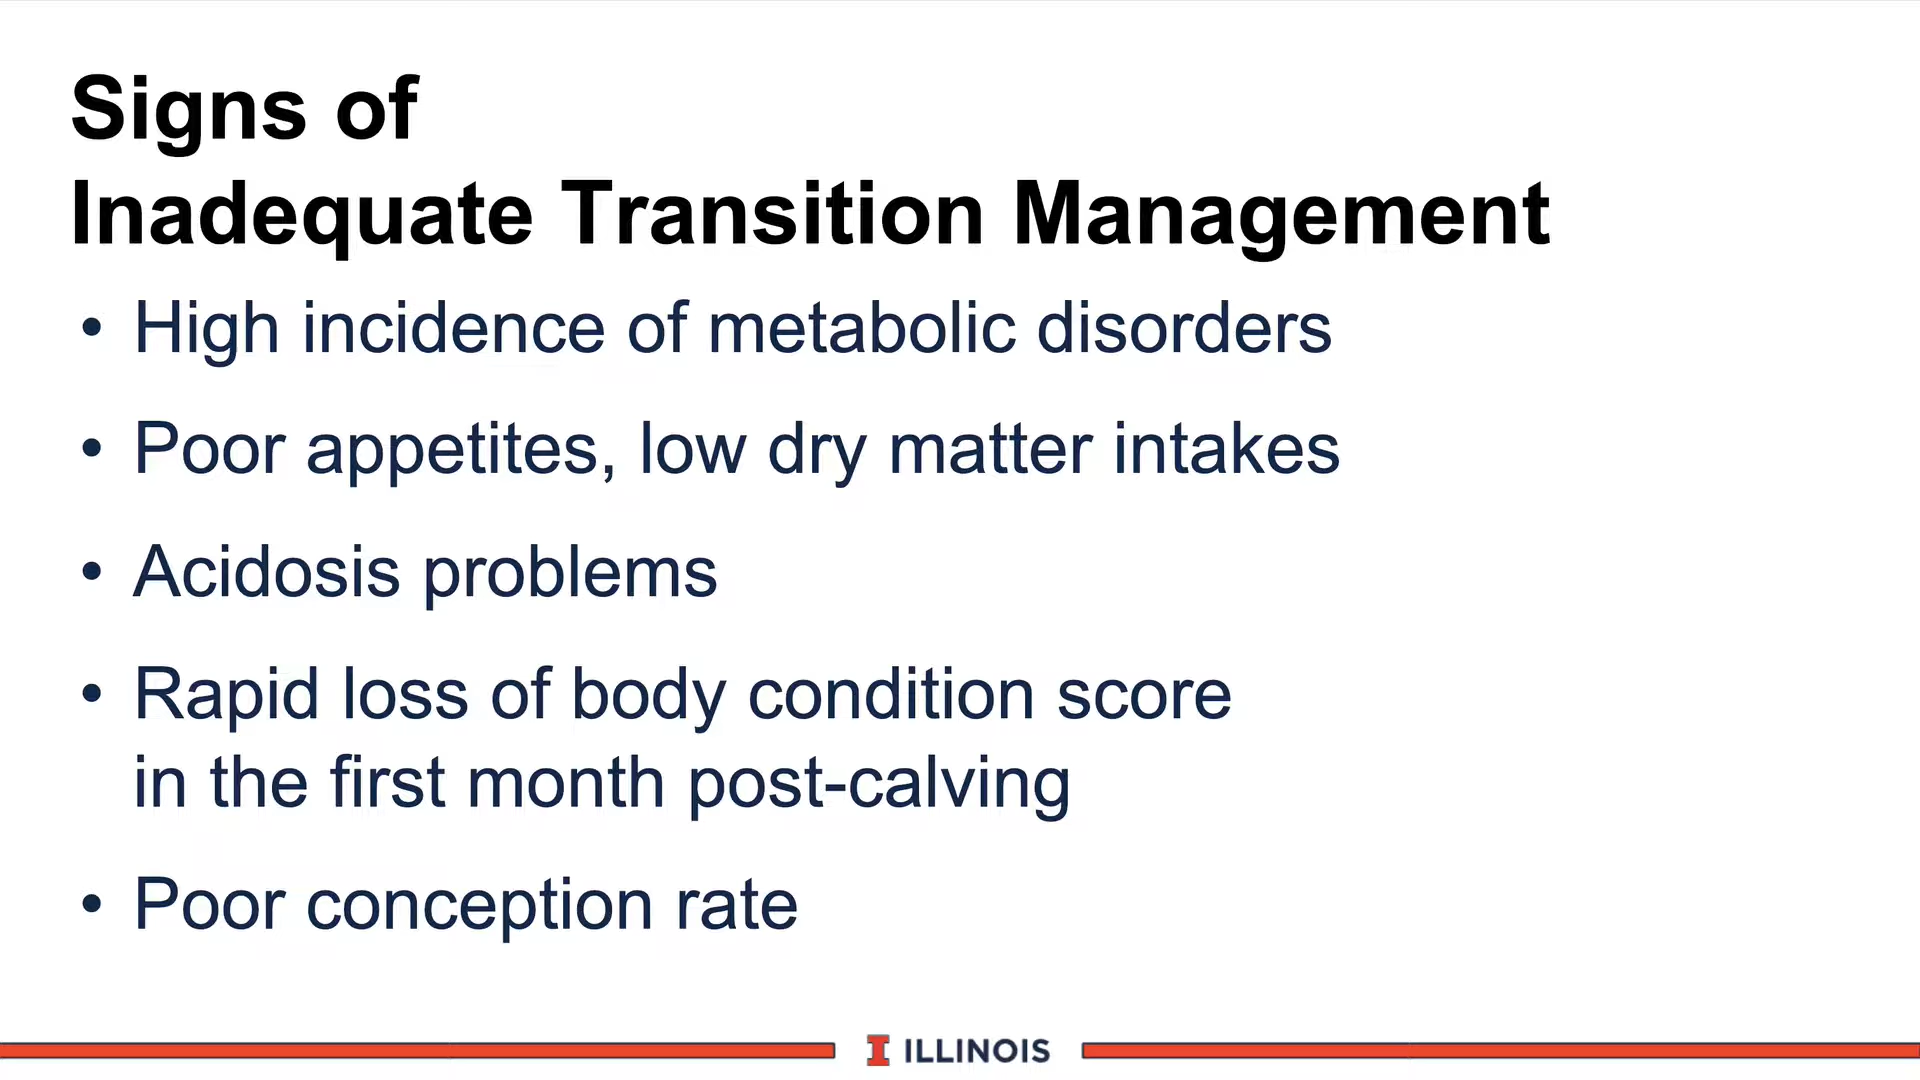 Signs of
Inadequate Transition Management
• High incidence of metabolic disorders
• Poor appetites, low dry matter intakes
• Acidosis problems
• Rapid loss of body condition score
in the first month post-calving
• Poor conception rate
I ILLINOIS